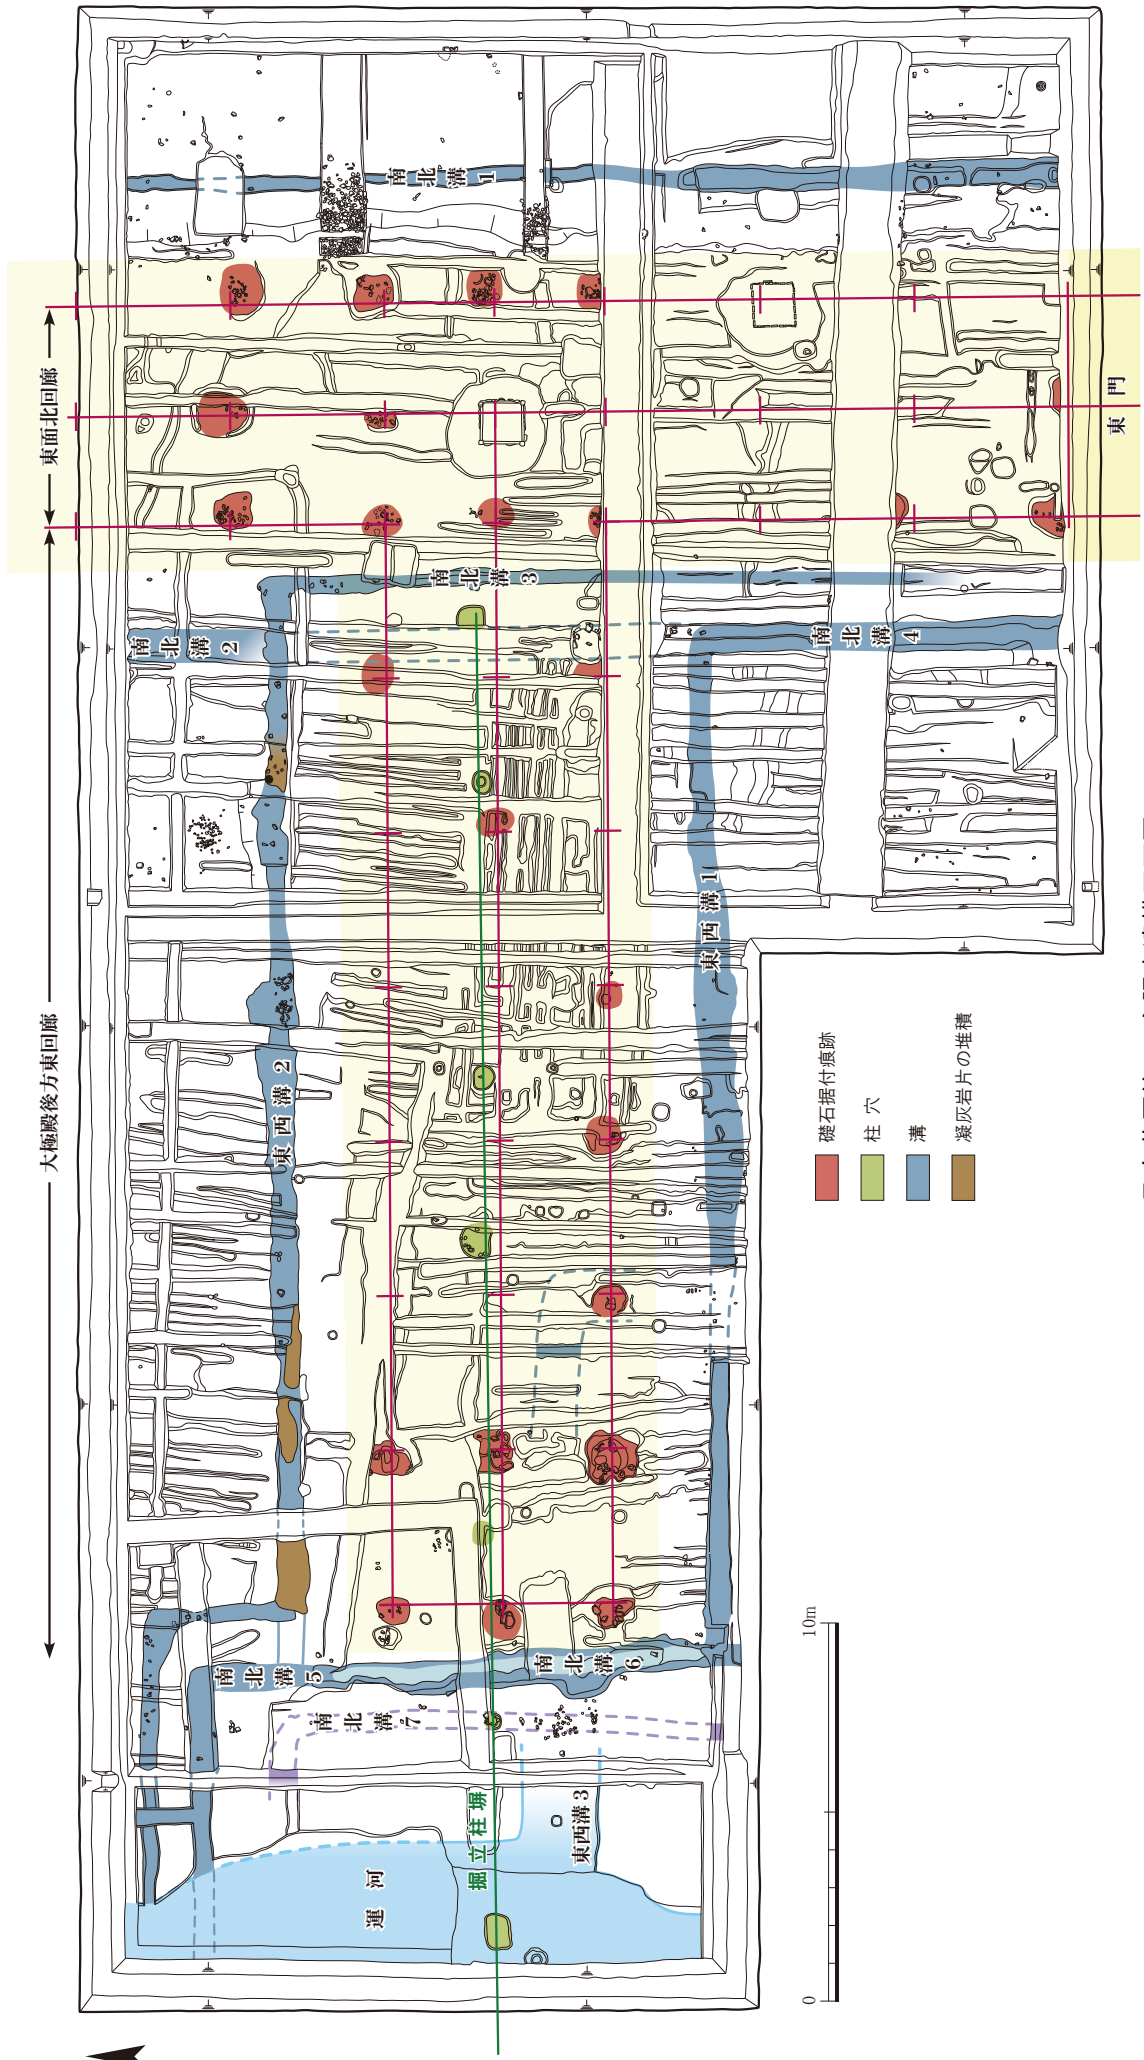 東面北回廊
大極殿後方東回廊
南北溝1
南北溝2
南北溝3
南北溝4
東門
東西溝1
東西溝2
南北溝5
南北溝6
南北溝7
掘立柱塀
東西溝3
運河
礎石据付痕跡
柱穴
溝
凝灰岩片の堆積
0
10m